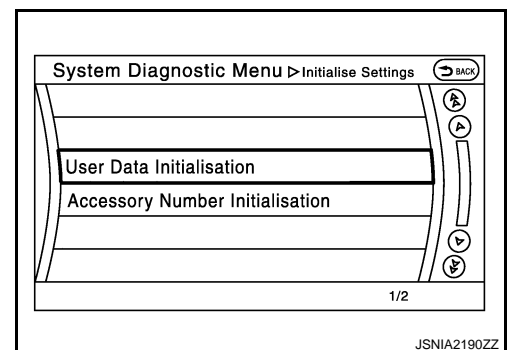 System Diagnostic Menu ▷ Initialise Settings BACK
User Data Initialisation
Accessory Number Initialisation
1/2
JSNIA2190ZZ